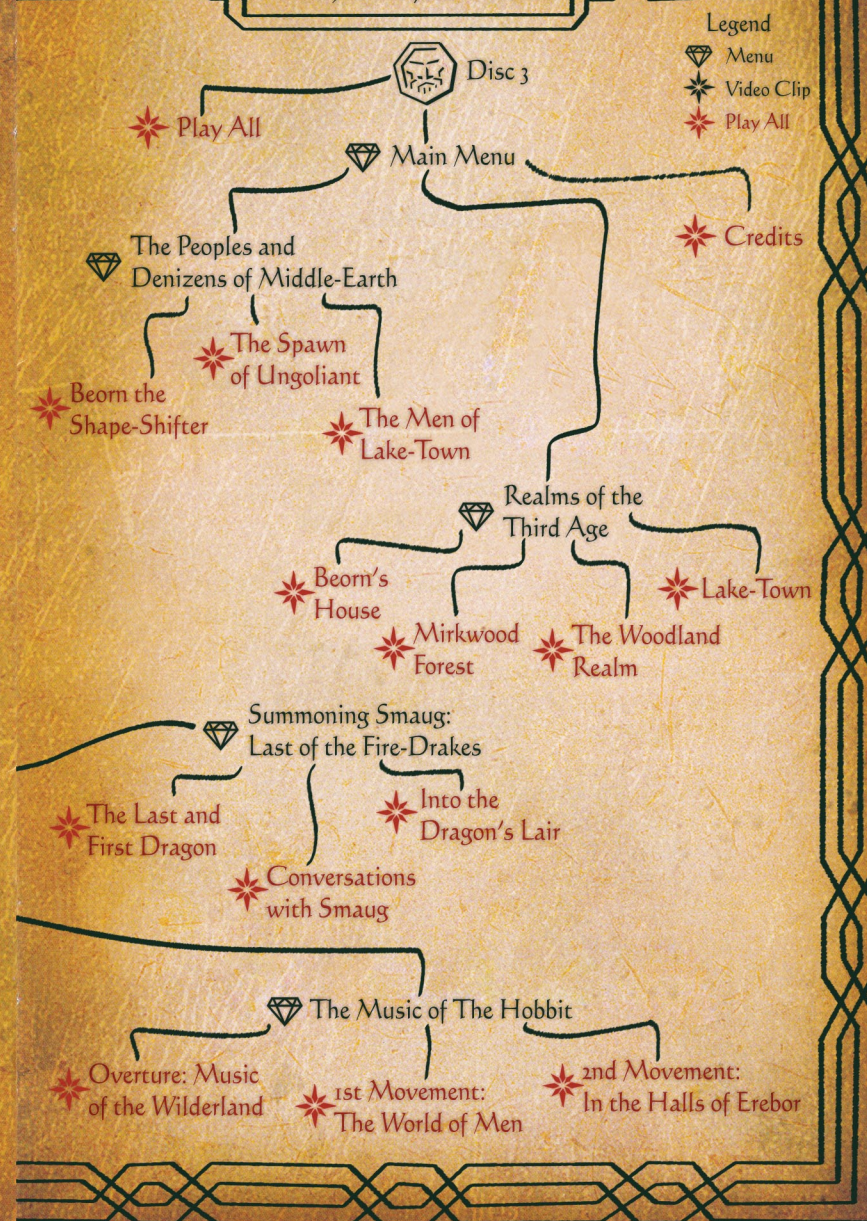 Legend
Menu
Video Clip
Play All
Disc 3
Play All
Main Menu
Credits
The Peoples and
Denizens of Middle-Earth
The Spawn
of Ungoliant
Beorn the
Shape-Shifter
The Men of
Lake-Town
Realms of the
Third Age
Beorn's
House
Lake-Town
Mirkwood
Forest
The Woodland
Realm
Summoning Smaug:
Last of the Fire-Drakes
The Last and
First Dragon
Into the
Dragon's Lair
Conversations
with Smaug
The Music of The Hobbit
Overture: Music
of the Wilderland
1st Movement:
The World of Men
2nd Movement:
In the Halls of Erebor